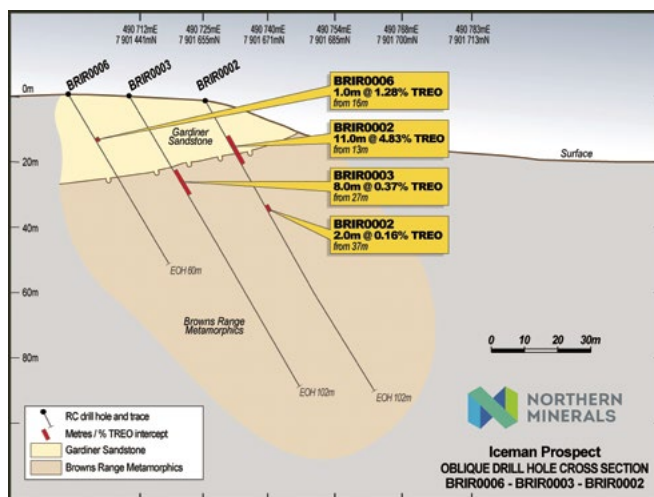 490 712mE 490 725mE 490 740mE 490 754mE 490 768mE 490 783mE
7 901 441mN 7 901 655mN 7 901 671mN 7 901 685mN 7 901 700mN 7 901 713mN
BRIR0006
BRIR0003
BRIR0002
0m
20m
40m
60m
80m
BRIR0006
1.0m @ 1.28% TREO
from 16m
BRIR0002
11.0m @ 4.83% TREO
from 13m
BRIR0003
8.0m @ 0.37% TREO
from 27m
BRIR0002
2.0m @ 0.16% TREO
from 37m
Gardiner
Sandstone
Surface
EOH 60m
Browns Range
Metamorphics
EOH 102m
EOH 102m
0 10 20 30m
RC drill hole and trace
Metres / % TREO intercept
Gardiner Sandstone
Browns Range Metamorphics
NORTHERN
MINERALS
Iceman Prospect
OBLIQUE DRILL HOLE CROSS SECTION
BRIR0006 - BRIR0003 - BRIR0002